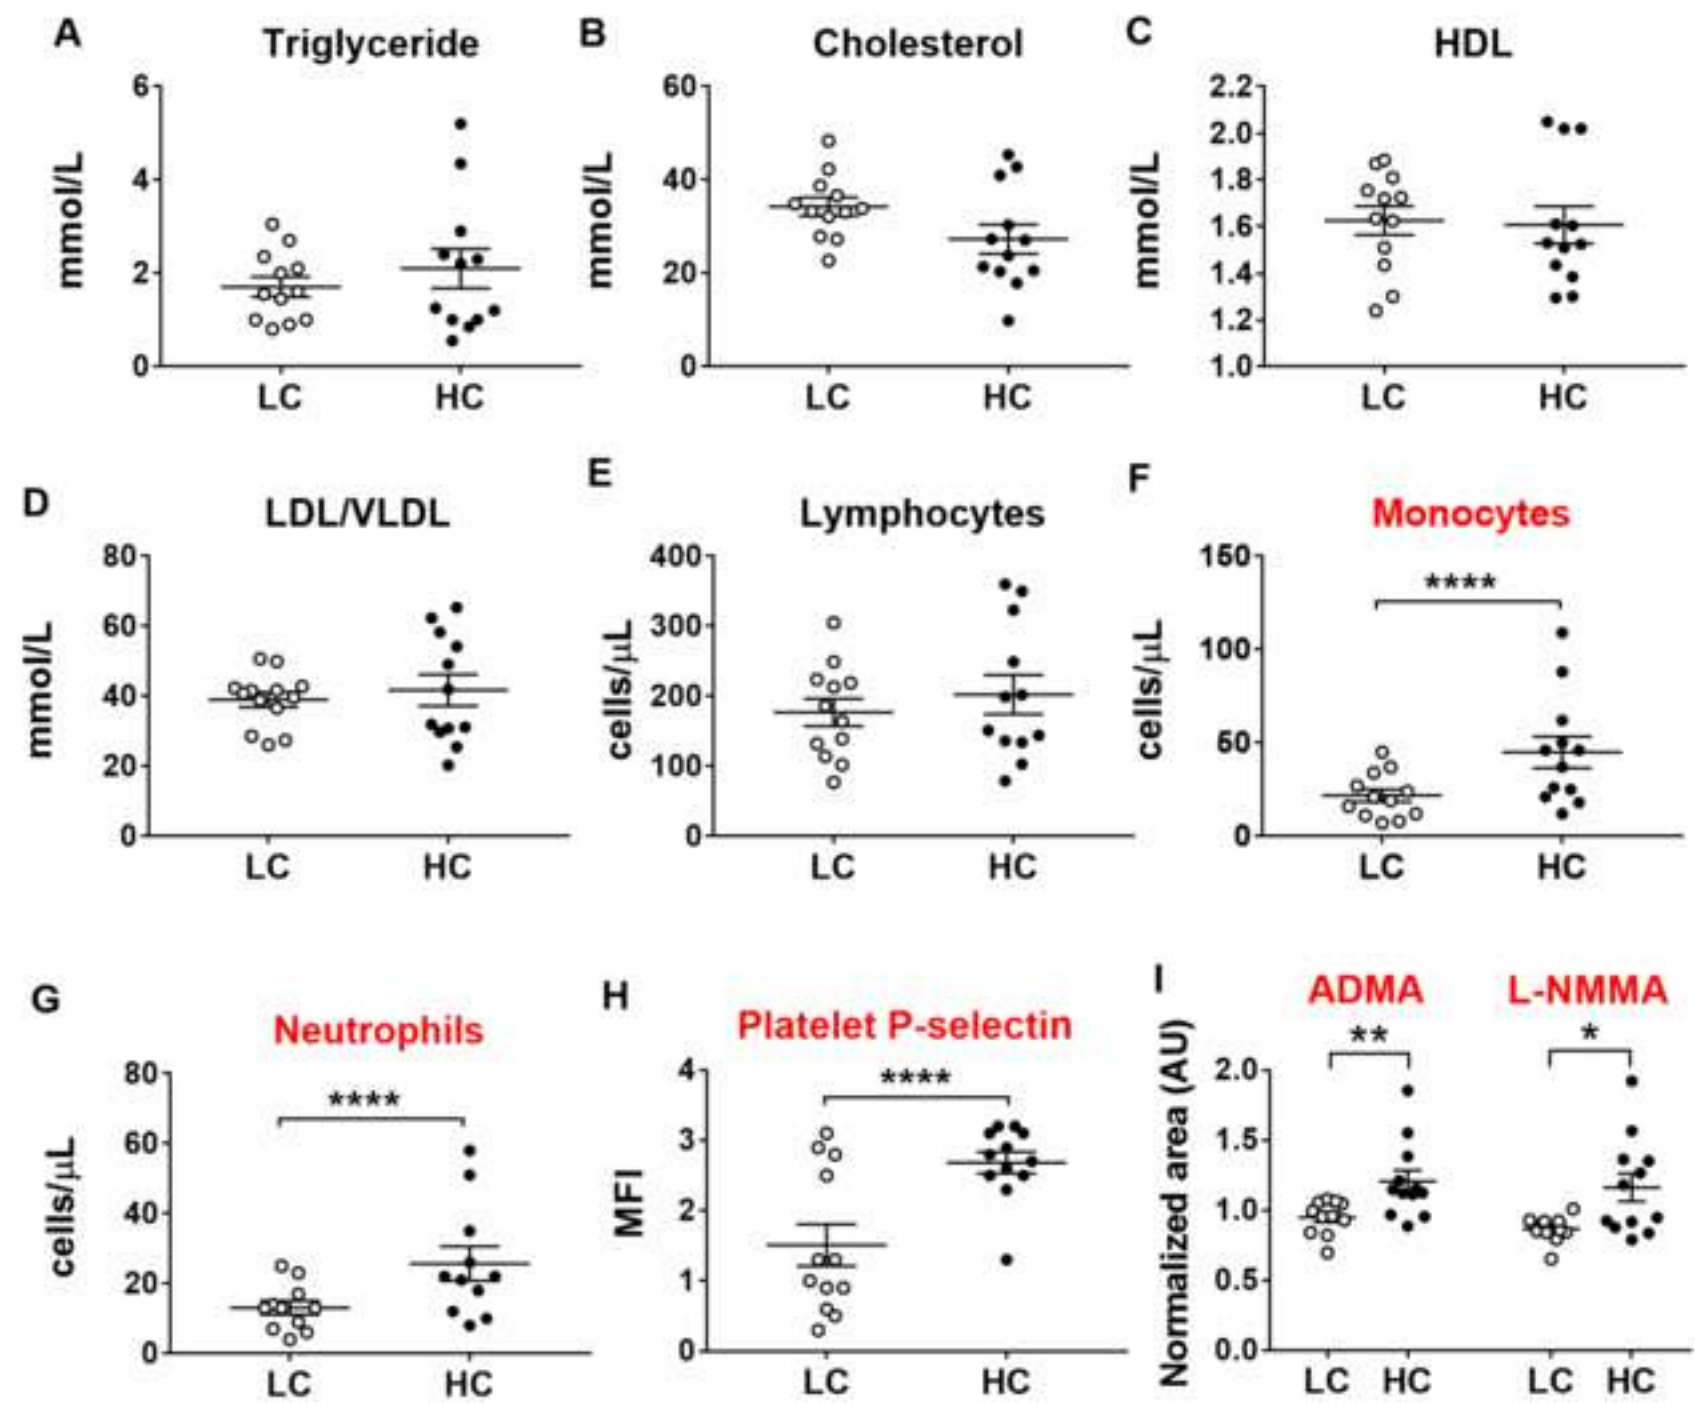 A
Triglyceride
mmol/L
6
4
2
0
LC HC
B
Cholesterol
mmol/L
60
40
20
0
LC HC
C
HDL
mmol/L
2.2
2.0
1.8
1.6
1.4
1.2
1.0
LC HC
D
LDL/VLDL
mmol/L
80
60
40
20
0
LC HC
E
Lymphocytes
cells/μL
400
300
200
100
0
LC HC
F
Monocytes
****
cells/μL
150
100
50
0
LC HC
G
Neutrophils
****
cells/μL
80
60
40
20
0
LC HC
H
Platelet P-selectin
****
MFI
4
3
2
1
0
LC HC
I
ADMA L-NMMA
** *
Normalized area (AU)
2.0
1.5
1.0
0.5
0.0
LC HC LC HC